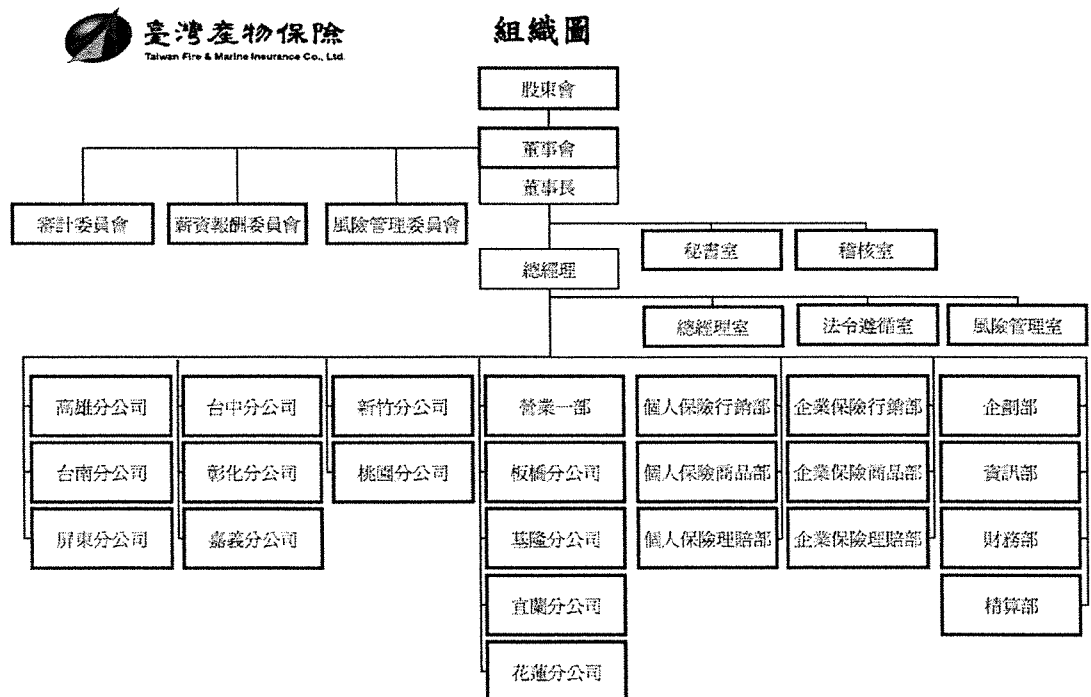 臺灣產物保險
Taiwan Fire & Marine Insurance Co., Ltd.
組織圖
股東會
董事會
董事長
審計委員會
薪資報酬委員會
風險管理委員會
秘書室
稽核室
總經理
總經理室
法令遵循室
風險管理室
高雄分公司
台中分公司
新竹分公司
營業一部
個人保險行銷部
企業保險行銷部
企劃部
台南分公司
彰化分公司
桃園分公司
板橋分公司
個人保險商品部
企業保險商品部
資訊部
屏東分公司
嘉義分公司
基隆分公司
個人保險理賠部
企業保險理賠部
財務部
宜蘭分公司
精算部
花蓮分公司